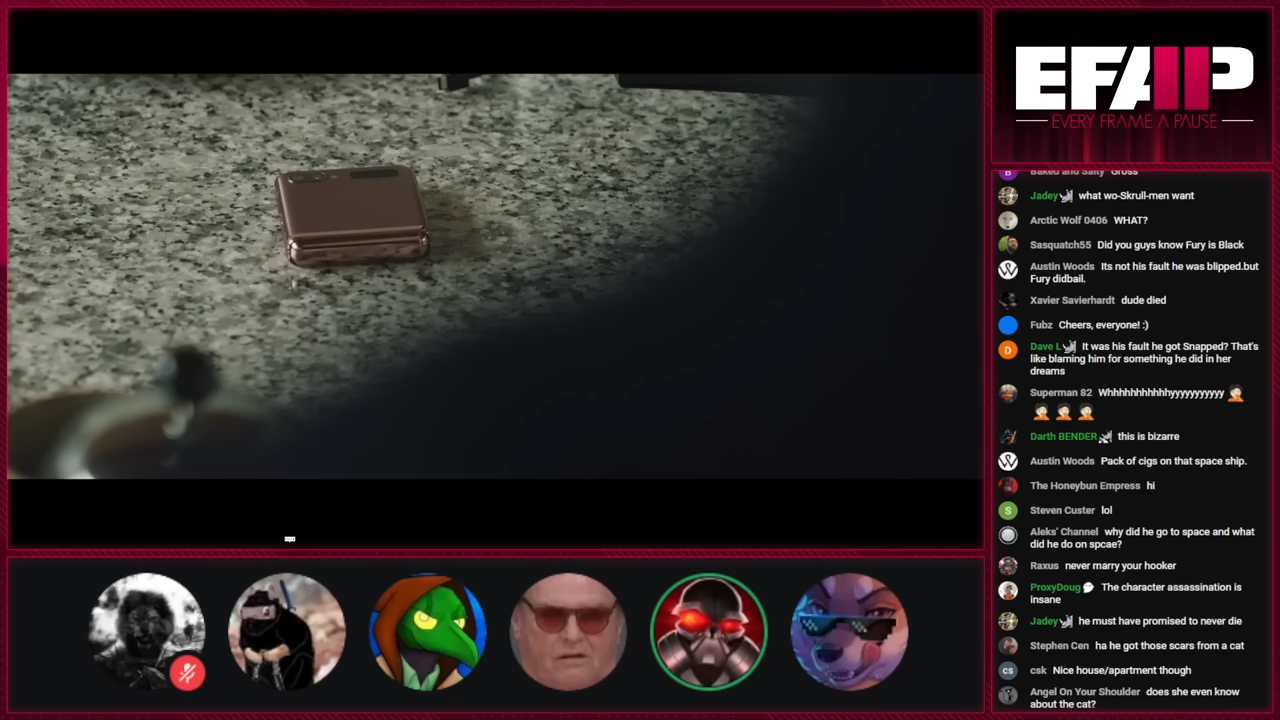 EFAP
EVERY FRAME A PAUSE
Baked and Salty Gross
Jadey what wo-Skrull-men want
Arctic Wolf 0406 WHAT?
Sasquatch55 Did you guys know Fury is Black
Austin Woods Its not his fault he was blipped.but
Fury didbail.
Xavier Savierhardt dude died
Fubz Cheers, everyone! :)
Dave L It was his fault he got Snapped? That's
like blaming him for something he did in her
dreams
Superman 82 Whhhhhhhhhhyyyyyyyyyy
Darth BENDER this is bizarre
Austin Woods Pack of cigs on that space ship.
The Honeybun Empress hi
Steven Custer lol
Aleks' Channel why did he go to space and what
did he do on spcae?
Raxus never marry your hooker
ProxyDoug The character assassination is
insane
Jadey he must have promised to never die
Stephen Cen ha he got those scars from a cat
csk Nice house/apartment though
Angel On Your Shoulder does she even know
about the cat?